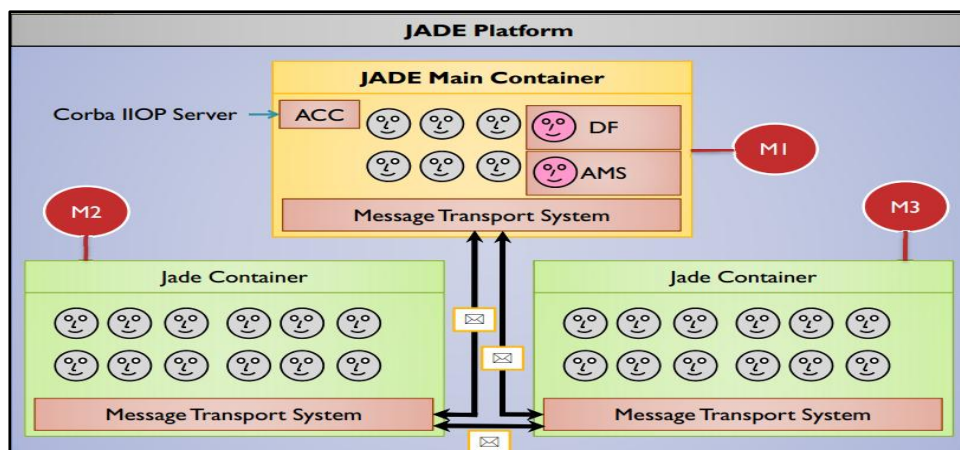 JADE Platform
JADE Main Container
Corba IIOP Server
ACC
DF
AMS
M1
Message Transport System
M2
M3
Jade Container
Jade Container
Message Transport System
Message Transport System